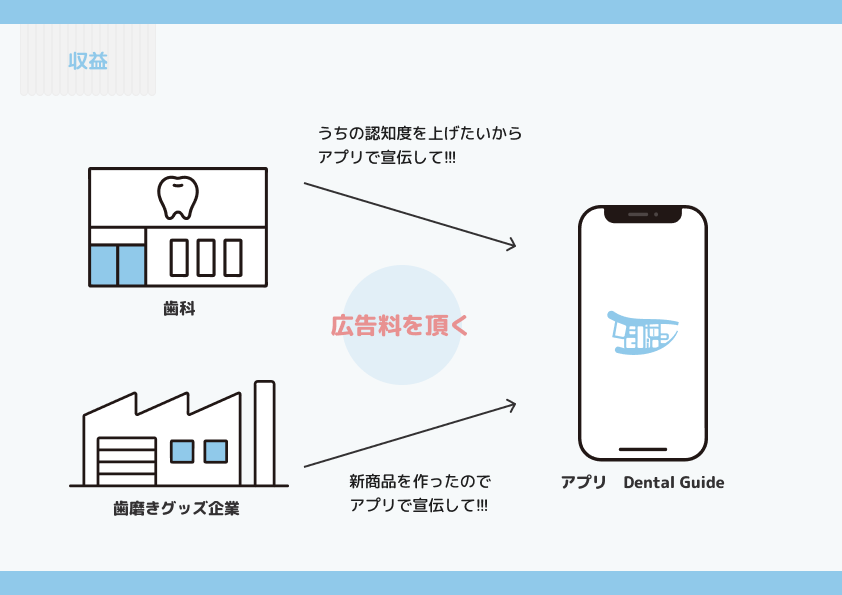 収益
うちの認知度を上げたいから
アプリで宣伝して!!!
歯科
広告料を頂く
歯磨きグッズ企業
新商品を作ったので
アプリで宣伝して!!!
アプリ　Dental Guide